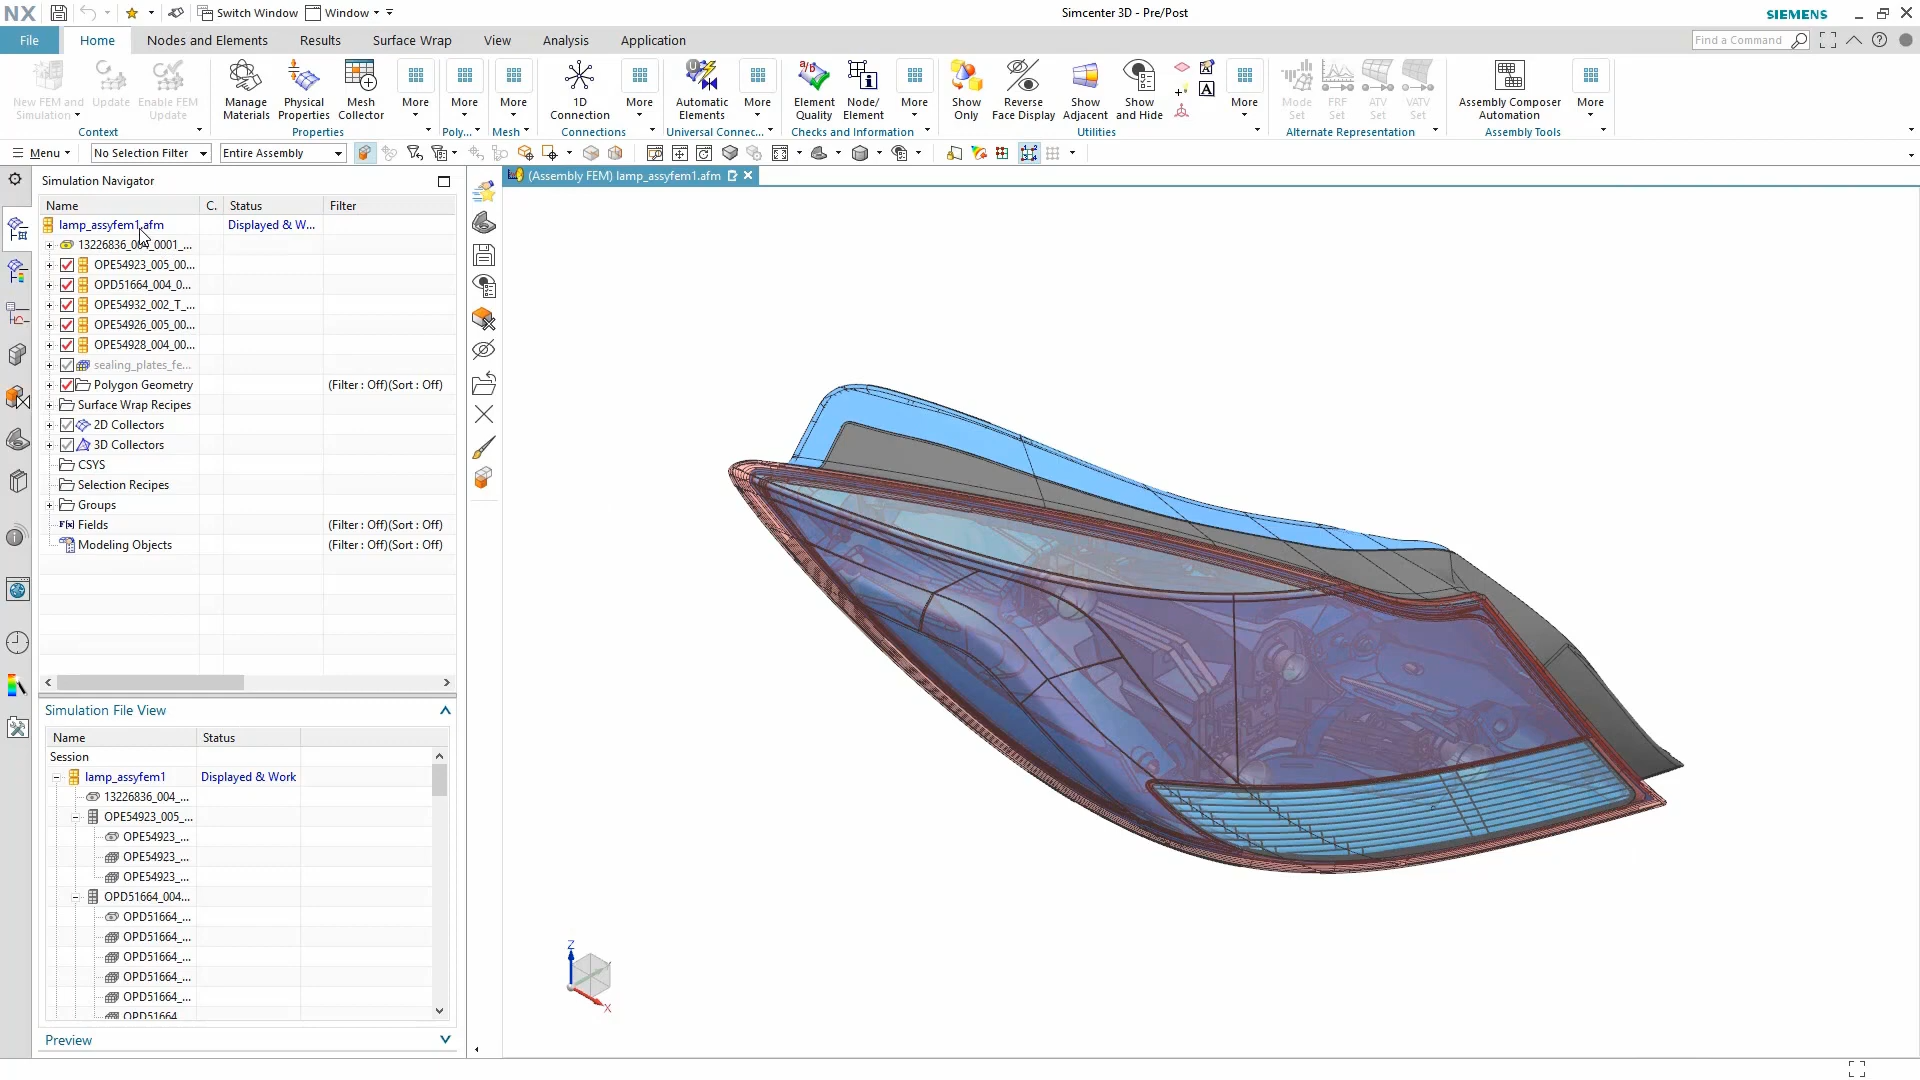 NX Switch Window Window Simcenter 3D - Pre/Post SIEMENS
File Home Nodes and Elements Results Surface Wrap View Analysis Application Find a Command
New FEM and Simulation
Update
Enable FEM Update
Context
Manage Materials
Physical Properties
Mesh Collector
More
Properties
More
Poly...
More
Mesh
1D Connection
More
Connections
Automatic Elements
More
Universal Connec...
Element Quality
Node/ Element
More
Checks and Information
Show Only
Reverse Face Display
Show Adjacent
Show and Hide
More
Utilities
Mode Set
FRF Set
ATV Set
VATV Set
Alternate Representation
Assembly Composer Automation
More
Assembly Tools
Menu No Selection Filter Entire Assembly
Simulation Navigator
(Assembly FEM) lamp_assyfem1.afm
Name C. Status Filter
lamp_assyfem1.afm Displayed & W...
OPE54923_005_00...
OPD51664_004_0...
OPE54932_002_T_...
OPE54926_005_00...
OPE54928_004_00...
sealing_plates_fe...
Polygon Geometry (Filter : Off)(Sort : Off)
Surface Wrap Recipes
2D Collectors
3D Collectors
CSYS
Selection Recipes
Groups
Fields (Filter : Off)(Sort : Off)
Modeling Objects (Filter : Off)(Sort : Off)
Simulation File View
Name Status
Session
lamp_assyfem1 Displayed & Work
13226836_004_...
OPE54923_005_...
OPE54923_...
OPE54923_...
OPE54923_...
OPD51664_004...
OPD51664_...
OPD51664_...
OPD51664_...
OPD51664_...
OPD51664_...
OPD51664
Preview
Z
X